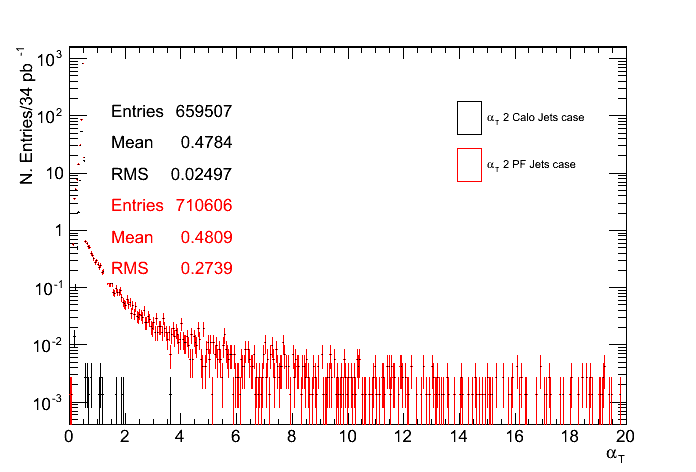 N. Entries/34 pb⁻¹
10³
10²
10
1
10⁻¹
10⁻²
10⁻³
Entries 659507
Mean 0.4784
RMS 0.02497
Entries 710606
Mean 0.4809
RMS 0.2739
α_T 2 Calo Jets case
α_T 2 PF Jets case
0 2 4 6 8 10 12 14 16 18 20
α_T